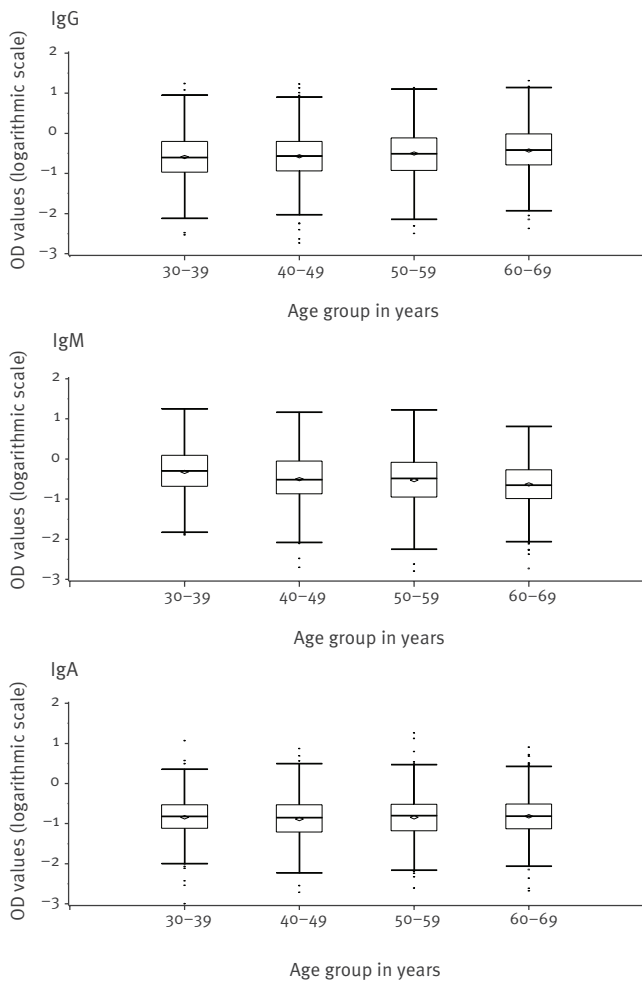 IgG
OD values (logarithmic scale)
2
1
0
−1
−2
−3
30–39 40–49 50–59 60–69
Age group in years
IgM
OD values (logarithmic scale)
2
1
0
−1
−2
−3
30–39 40–49 50–59 60–69
Age group in years
IgA
OD values (logarithmic scale)
2
1
0
−1
−2
−3
30–39 40–49 50–59 60–69
Age group in years